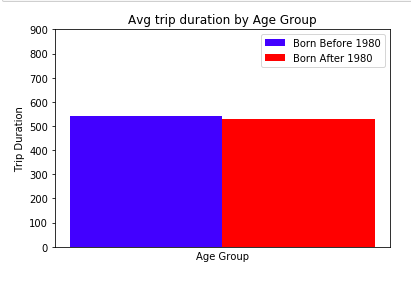 Avg trip duration by Age Group
900
800
700
600
500
400
300
200
100
0
Trip Duration
Born Before 1980
Born After 1980
Age Group